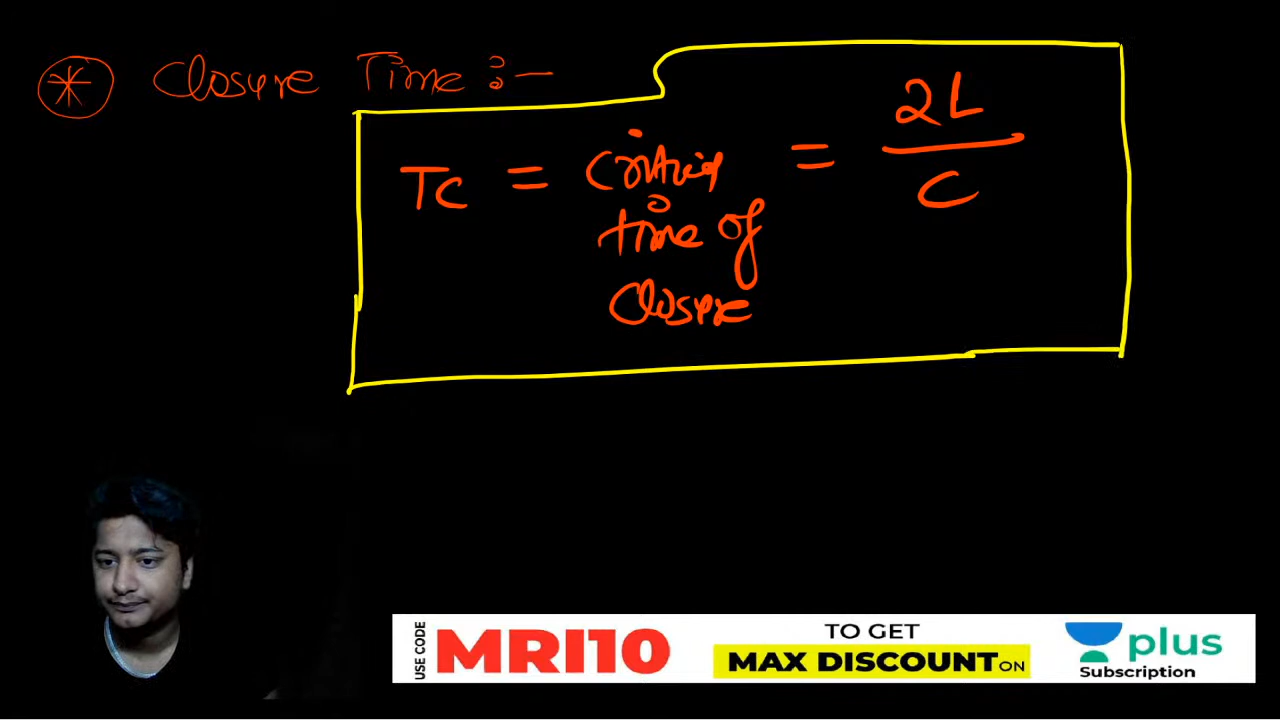 * Closure Time :-
TC = Critical time of Closure = 2L / C
USE CODE MRI10
TO GET
MAX DISCOUNT ON
plus
Subscription